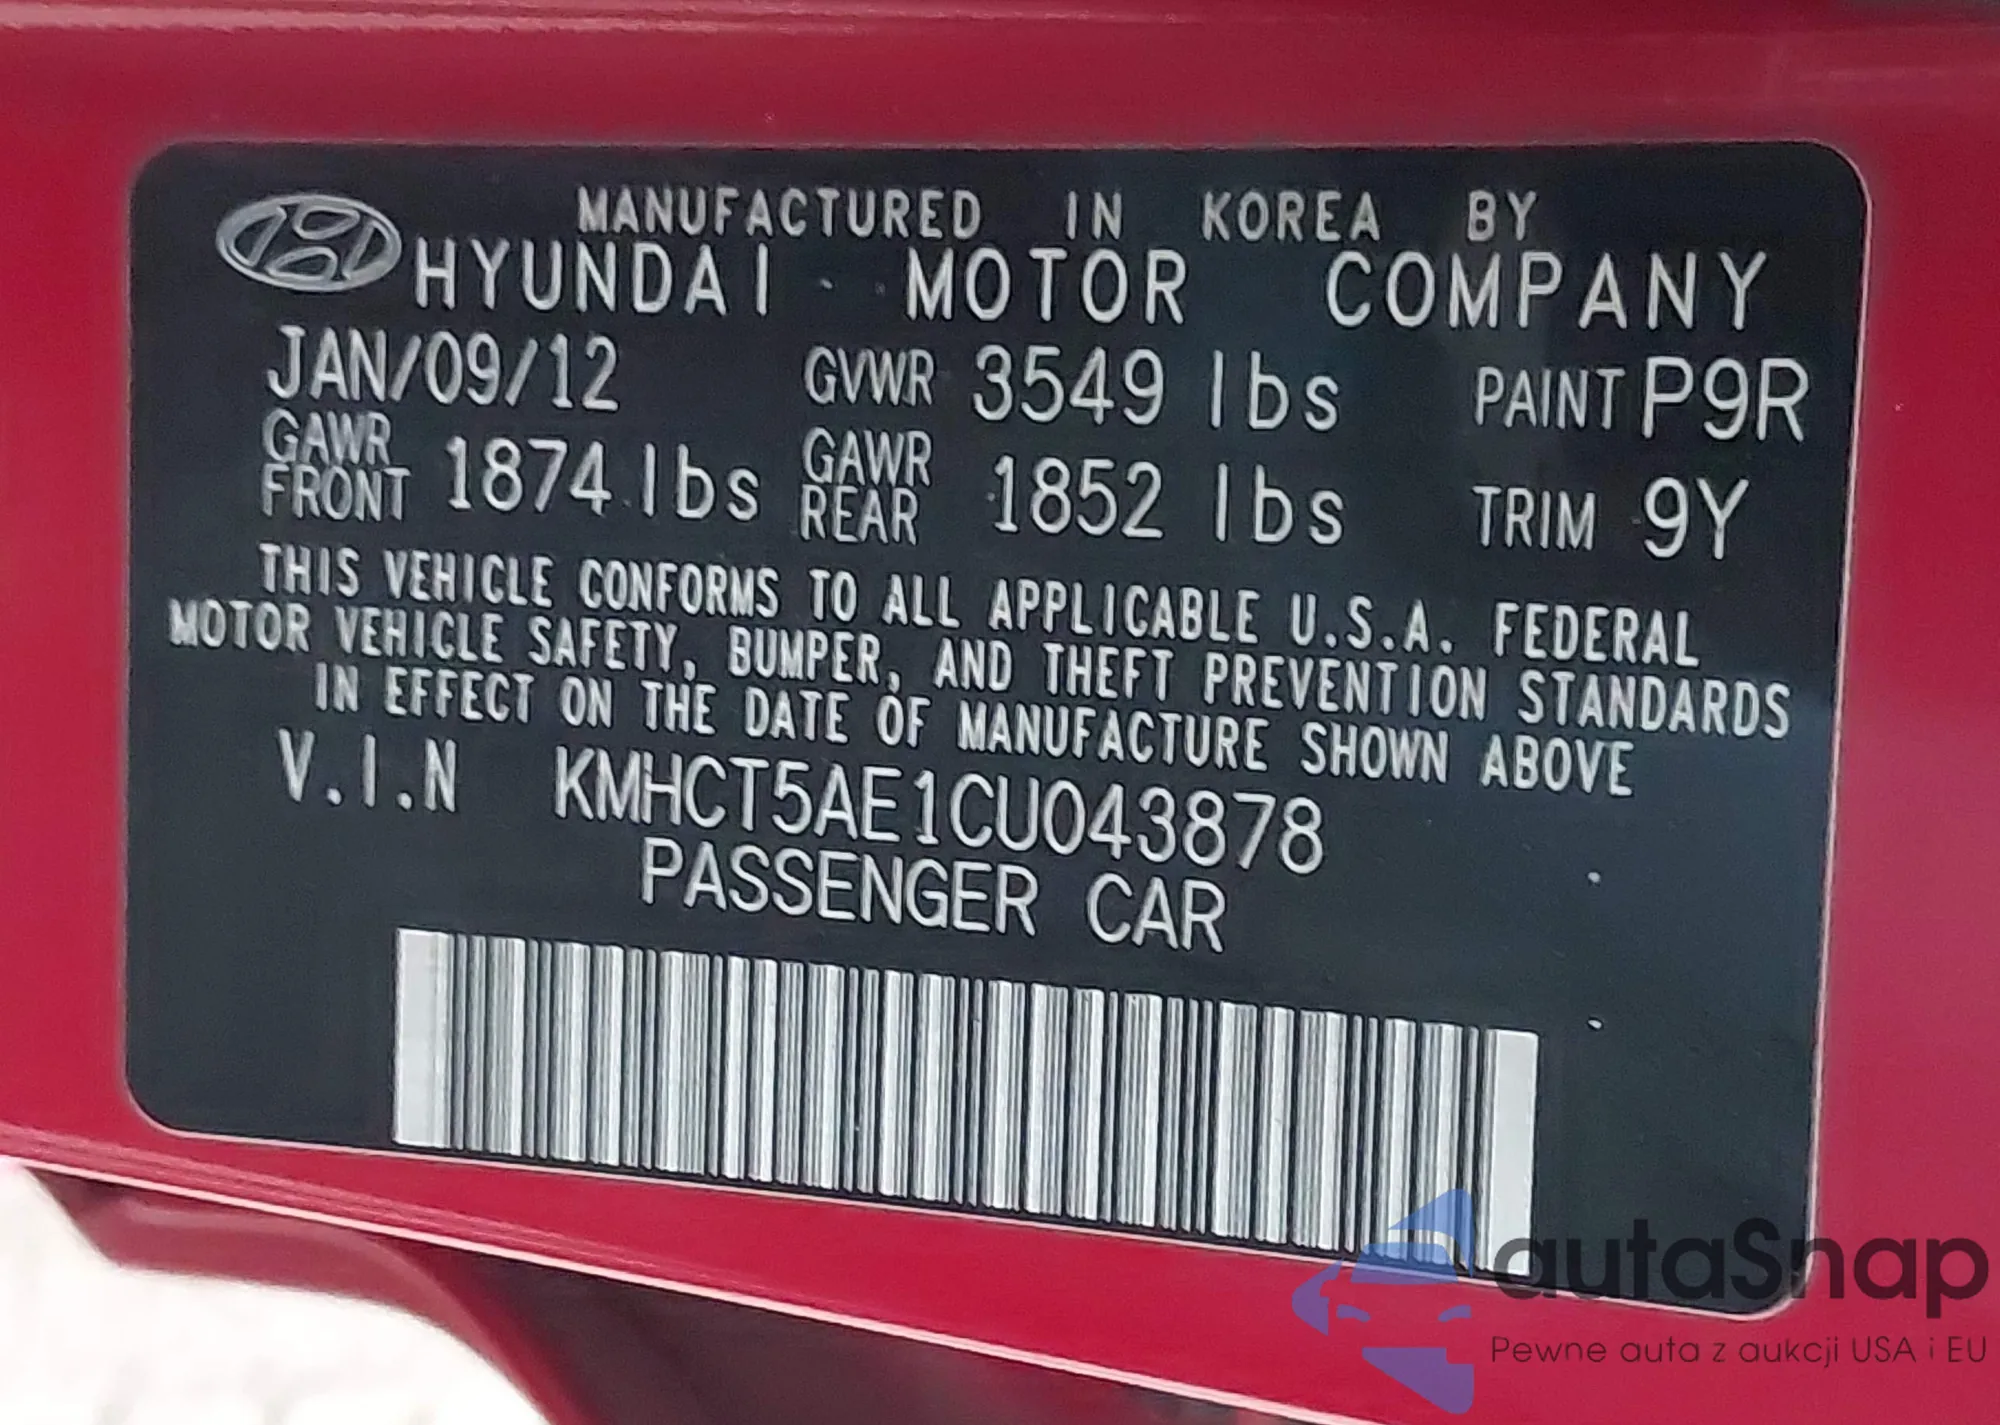 MANUFACTURED IN KOREA BY
HYUNDAI MOTOR COMPANY
JAN/09/12 GVWR 3549 lbs PAINT P9R
GAWR FRONT 1874 lbs GAWR REAR 1852 lbs TRIM 9Y
THIS VEHICLE CONFORMS TO ALL APPLICABLE U.S.A. FEDERAL
MOTOR VEHICLE SAFETY, BUMPER, AND THEFT PREVENTION STANDARDS
IN EFFECT ON THE DATE OF MANUFACTURE SHOWN ABOVE
V.I.N KMHCT5AE1CU043878
PASSENGER CAR
autaSnap
Pewne auta z aukcji USA i EU